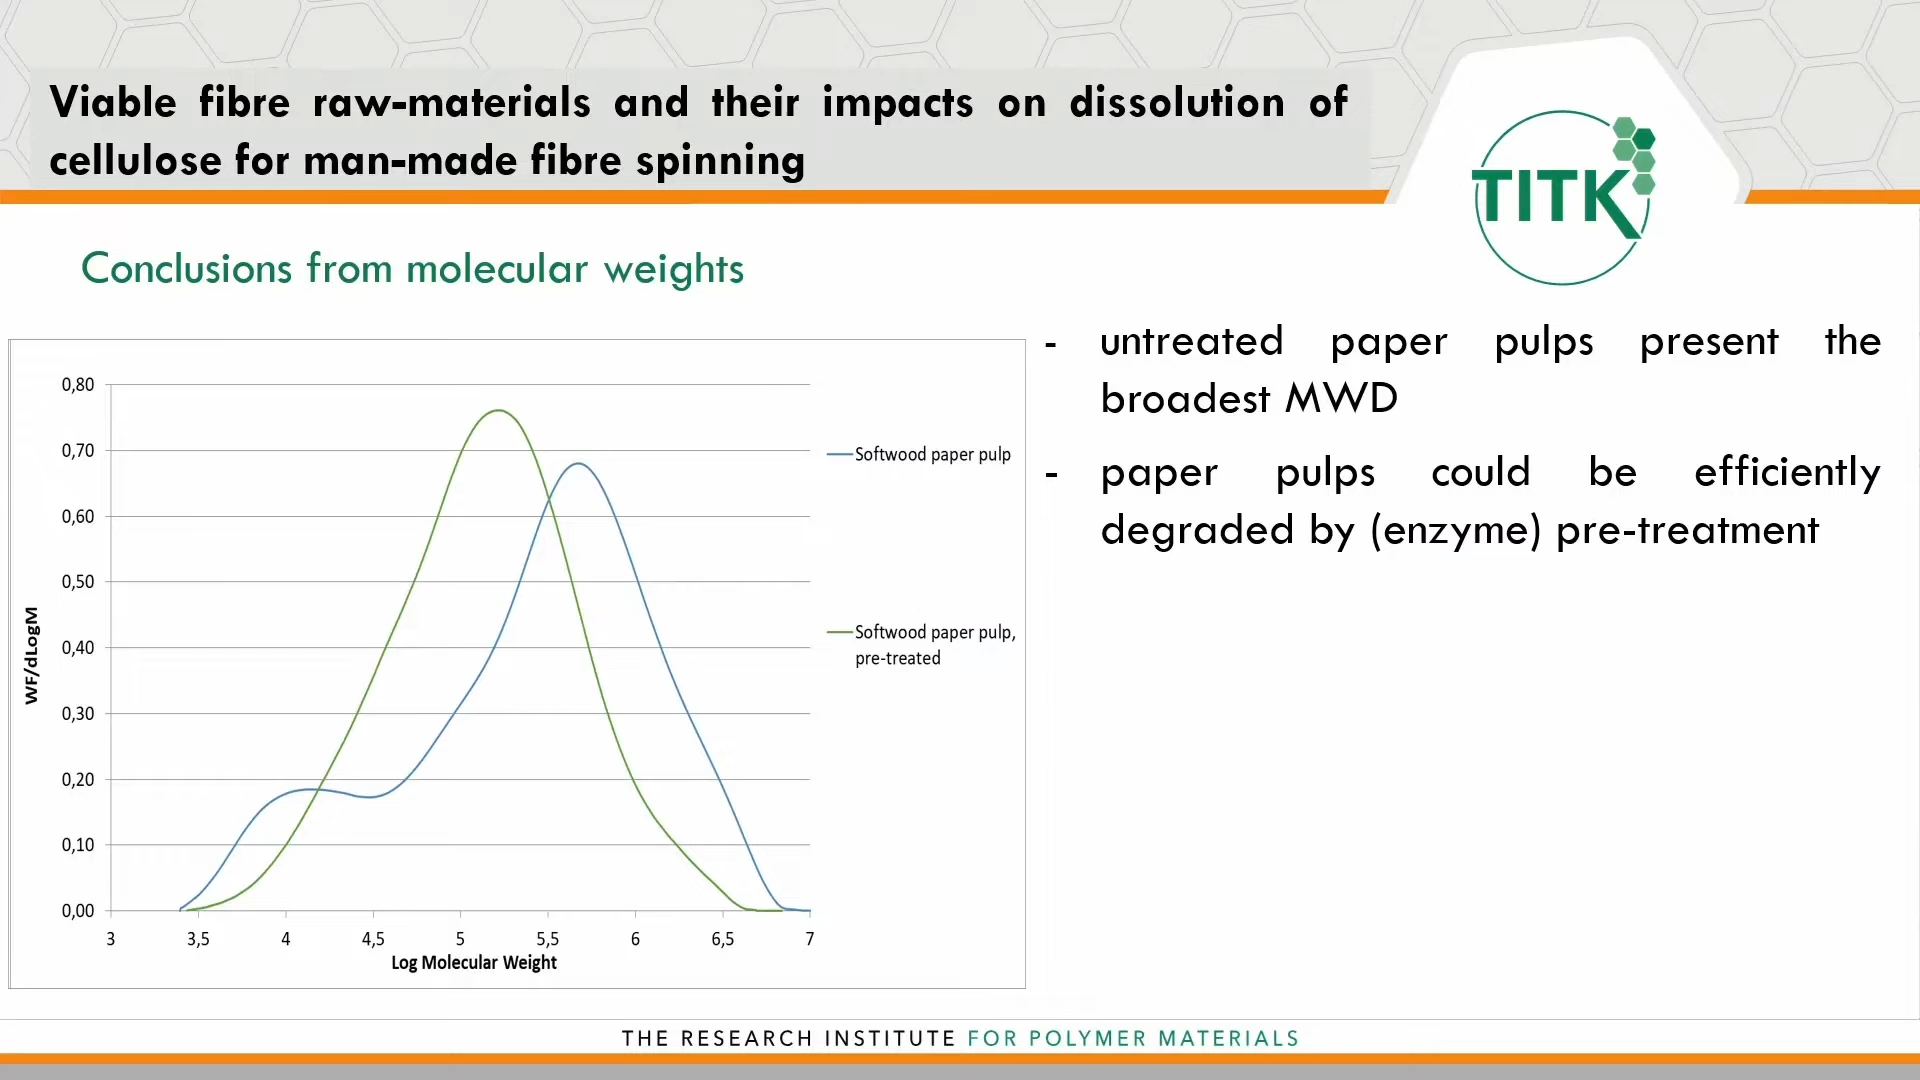 Viable fibre raw-materials and their impacts on dissolution of
cellulose for man-made fibre spinning
TITK
Conclusions from molecular weights
- untreated paper pulps present the
broadest MWD
- paper pulps could be efficiently
degraded by (enzyme) pre-treatment
0,80
0,70
0,60
0,50
0,40
0,30
0,20
0,10
0,00
WF/dLogM
3 3,5 4 4,5 5 5,5 6 6,5 7
Log Molecular Weight
Softwood paper pulp
Softwood paper pulp,
pre-treated
THE RESEARCH INSTITUTE FOR POLYMER MATERIALS